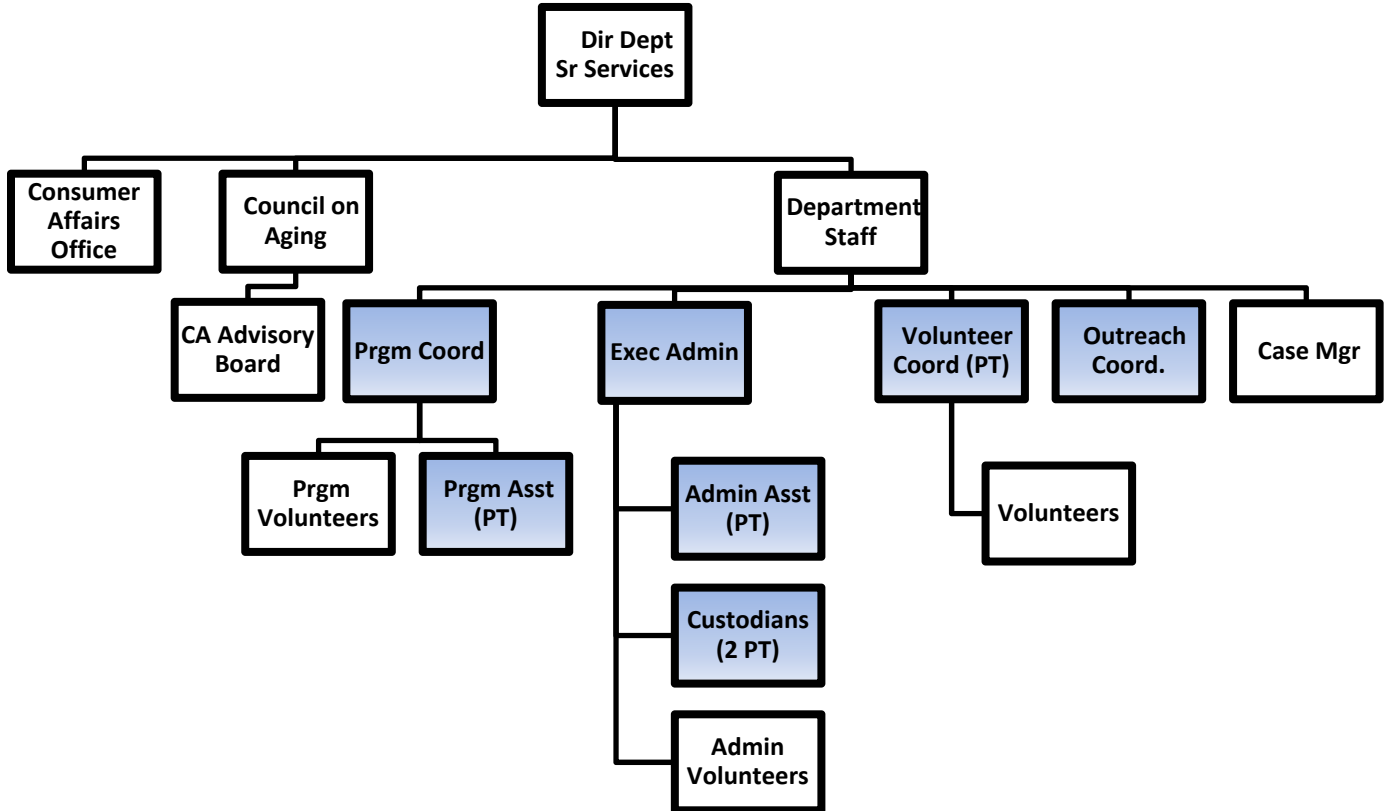 Dir Dept
Sr Services
Consumer
Affairs
Office
Council on
Aging
Department
Staff
CA Advisory
Board
Prgm Coord
Exec Admin
Volunteer
Coord (PT)
Outreach
Coord.
Case Mgr
Prgm
Volunteers
Prgm Asst
(PT)
Admin Asst
(PT)
Volunteers
Custodians
(2 PT)
Admin
Volunteers